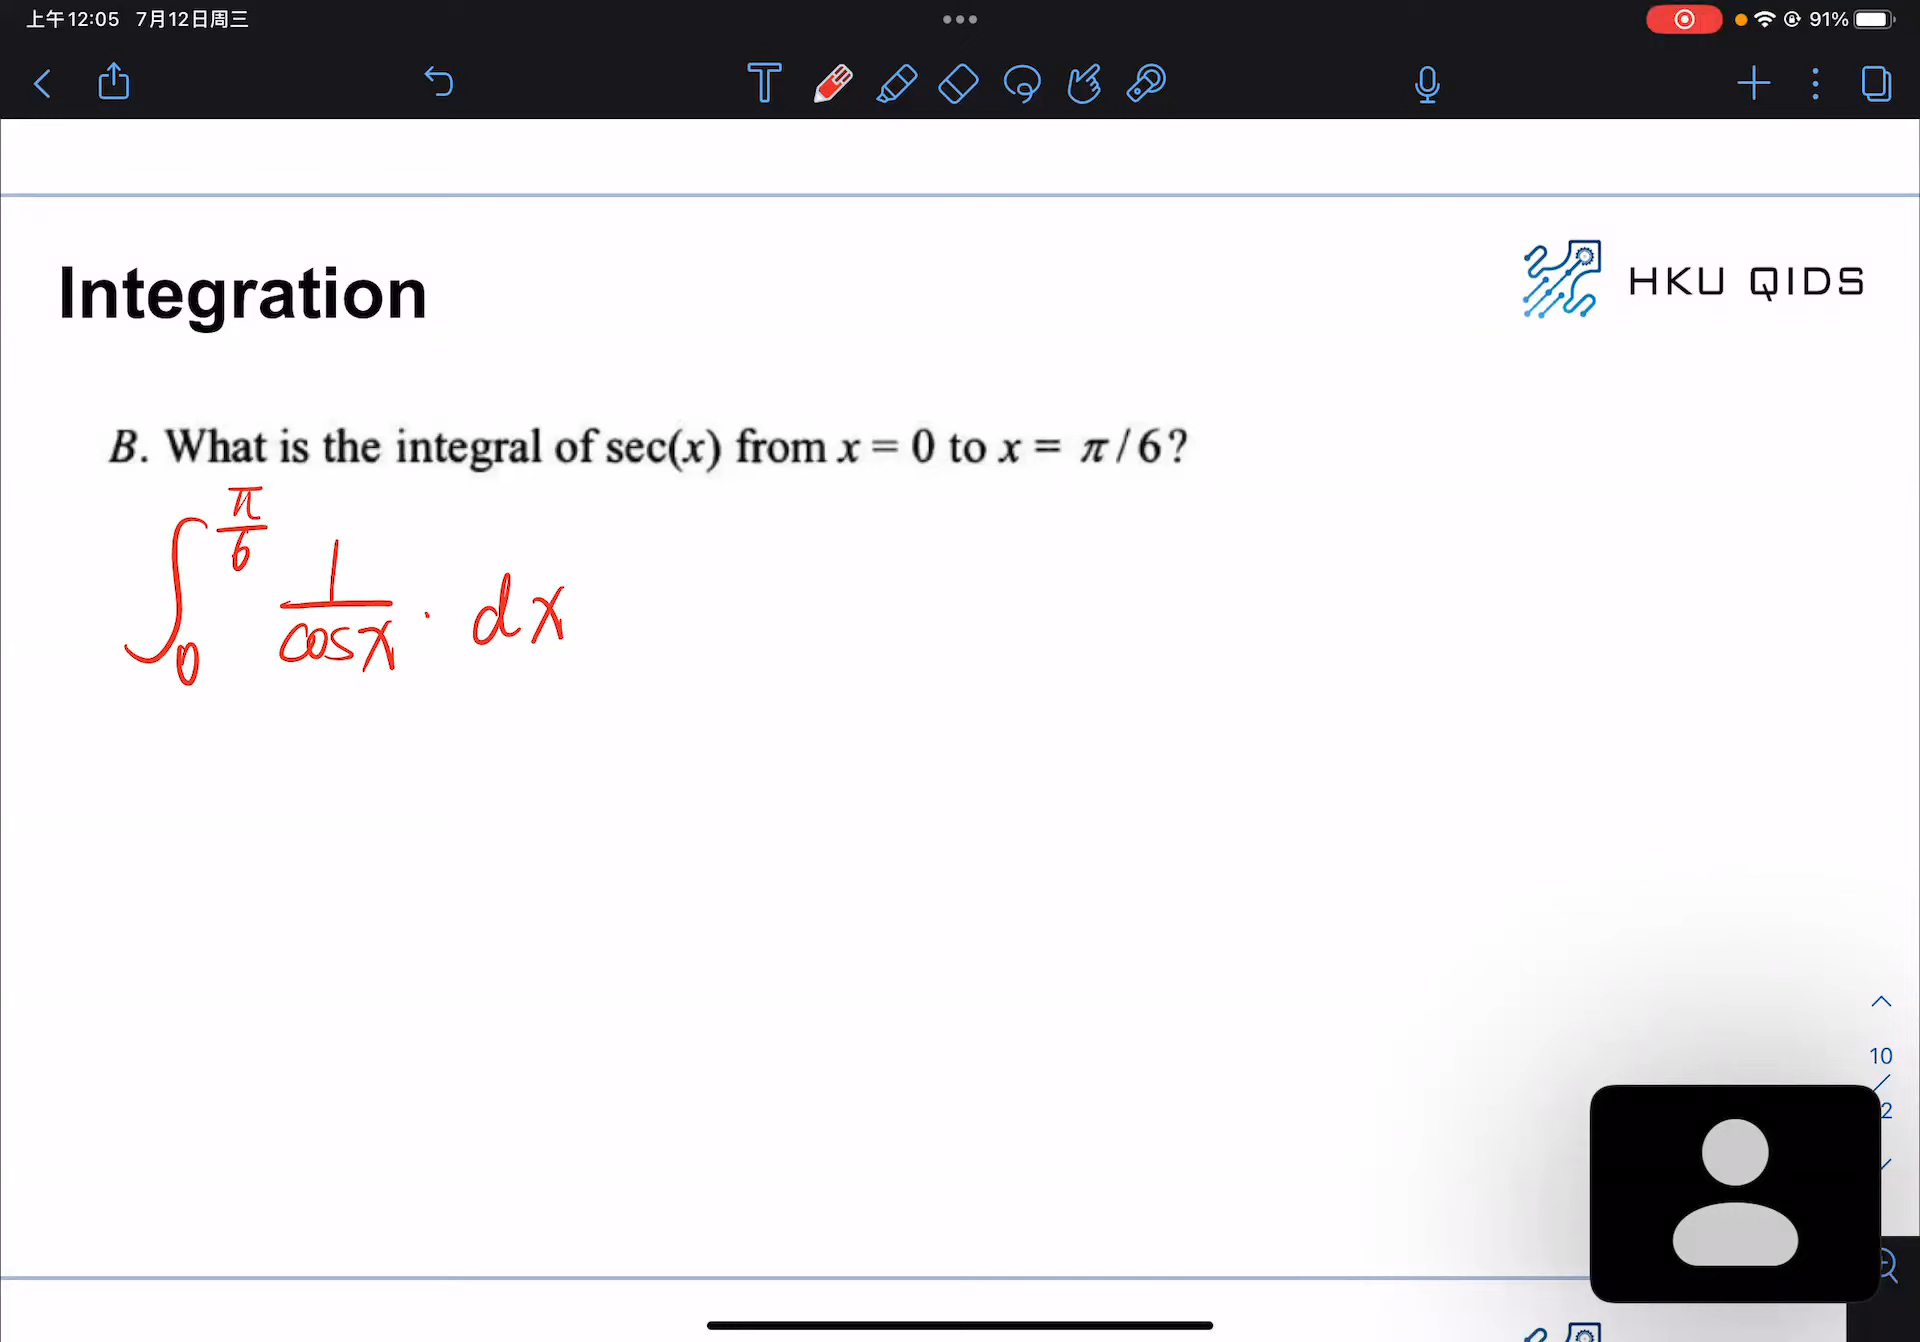 上午12:05 7月12日周三
91%
Integration
HKU QIDS
B. What is the integral of sec(x) from x = 0 to x = π/6?
∫₀^(π/6) 1/cosx · dx
10
2